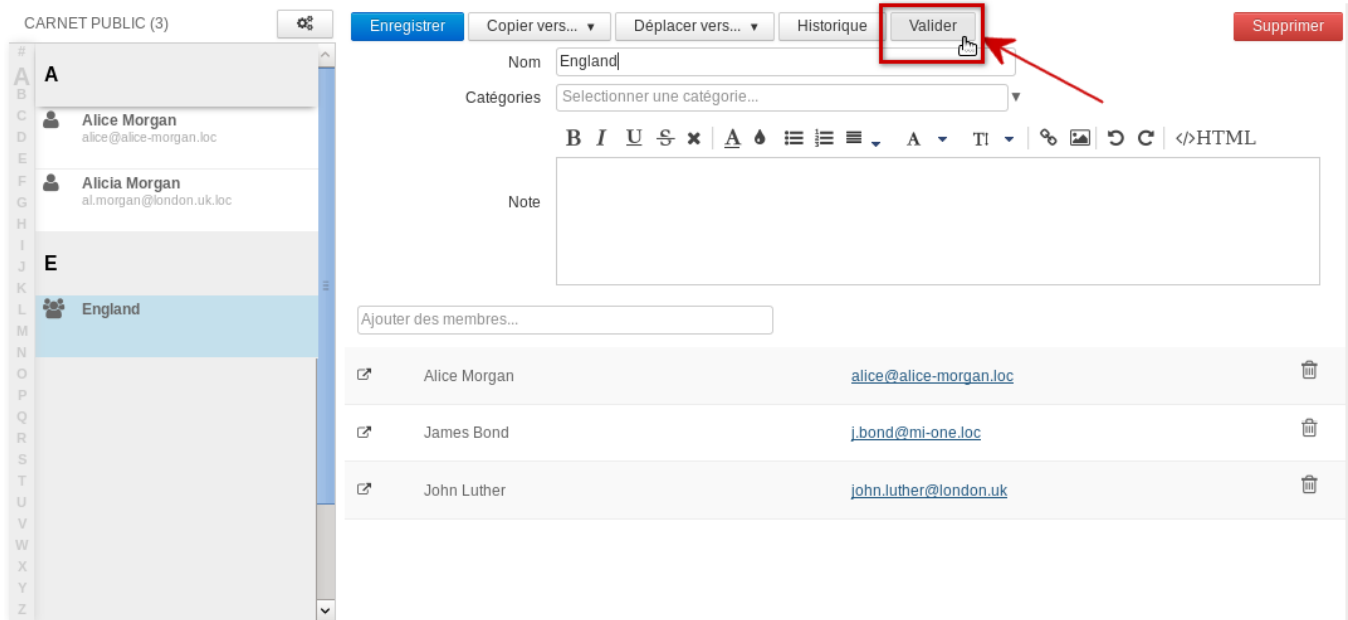 CARNET PUBLIC (3)
#
A
B
C
D
E
F
G
H
I
J
K
L
M
N
O
P
Q
R
S
T
U
V
W
X
Y
Z
A
Alice Morgan
alice@alice-morgan.loc
Alicia Morgan
al.morgan@london.uk.loc
E
England
Enregistrer Copier vers... Déplacer vers... Historique Valider Supprimer
Nom England
Catégories Selectionner une catégorie...
B I U S A A T! </>HTML
Note
Ajouter des membres...
Alice Morgan alice@alice-morgan.loc
James Bond j.bond@mi-one.loc
John Luther john.luther@london.uk